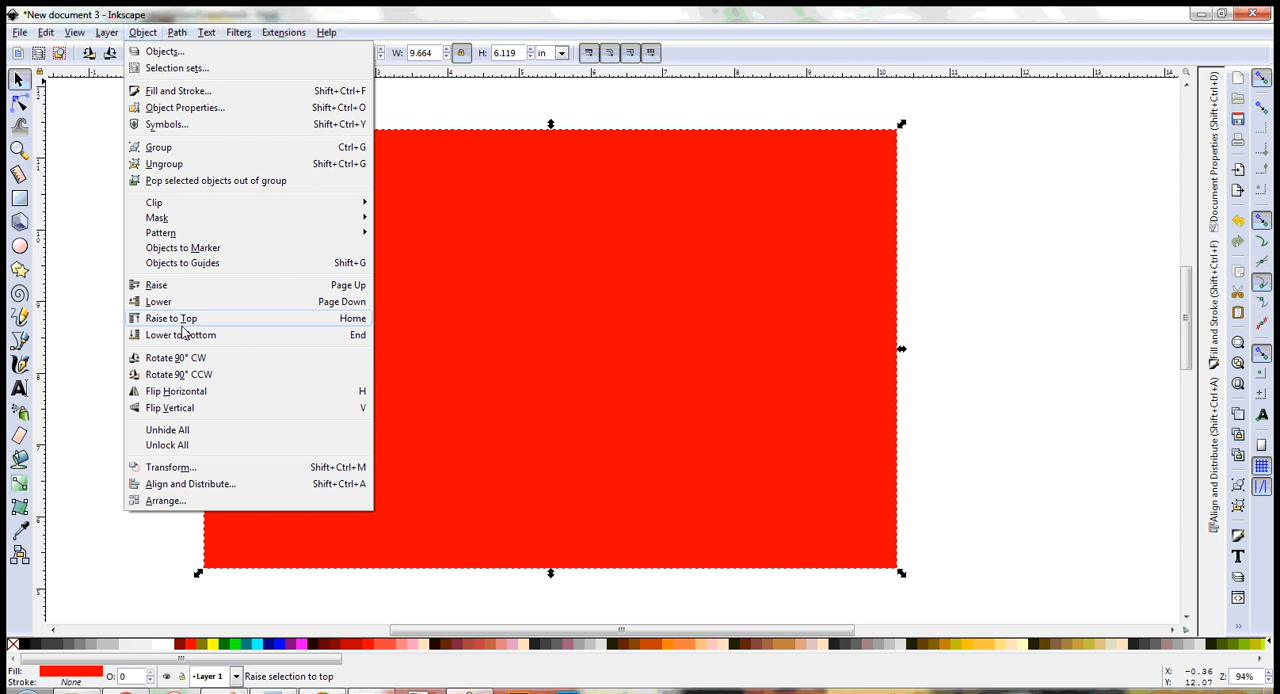 *New document 3 - Inkscape
File Edit View Layer Object Path Text Filters Extensions Help
W: 9.664 H: 6.119 in
Objects...
Selection sets...
Fill and Stroke... Shift+Ctrl+F
Object Properties... Shift+Ctrl+O
Symbols... Shift+Ctrl+Y
Group Ctrl+G
Ungroup Shift+Ctrl+G
Pop selected objects out of group
Clip
Mask
Pattern
Objects to Marker
Objects to Guides Shift+G
Raise Page Up
Lower Page Down
Raise to Top Home
Lower to Bottom End
Rotate 90° CW
Rotate 90° CCW
Flip Horizontal H
Flip Vertical V
Unhide All
Unlock All
Transform... Shift+Ctrl+M
Align and Distribute... Shift+Ctrl+A
Arrange...
Document Properties (Shift+Ctrl+D)
Fill and Stroke (Shift+Ctrl+F)
Align and Distribute (Shift+Ctrl+A)
Fill:
Stroke: None
O: 0
Layer 1
Raise selection to top
X: -0.36
Y: 12.07
Z: 94%